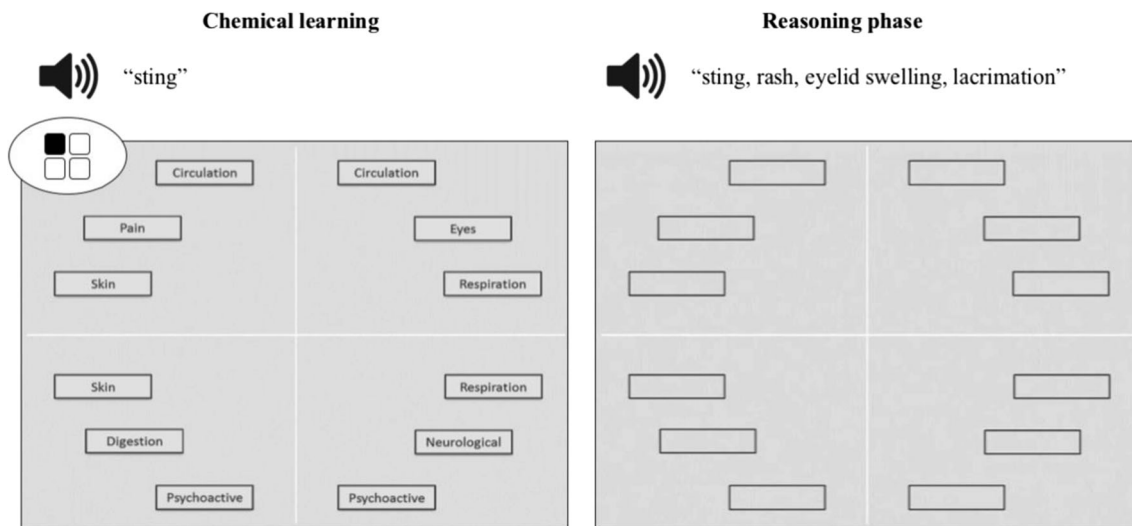 Chemical learning
“sting”
Circulation
Circulation
Pain
Eyes
Skin
Respiration
Skin
Respiration
Digestion
Neurological
Psychoactive
Psychoactive
Reasoning phase
“sting, rash, eyelid swelling, lacrimation”